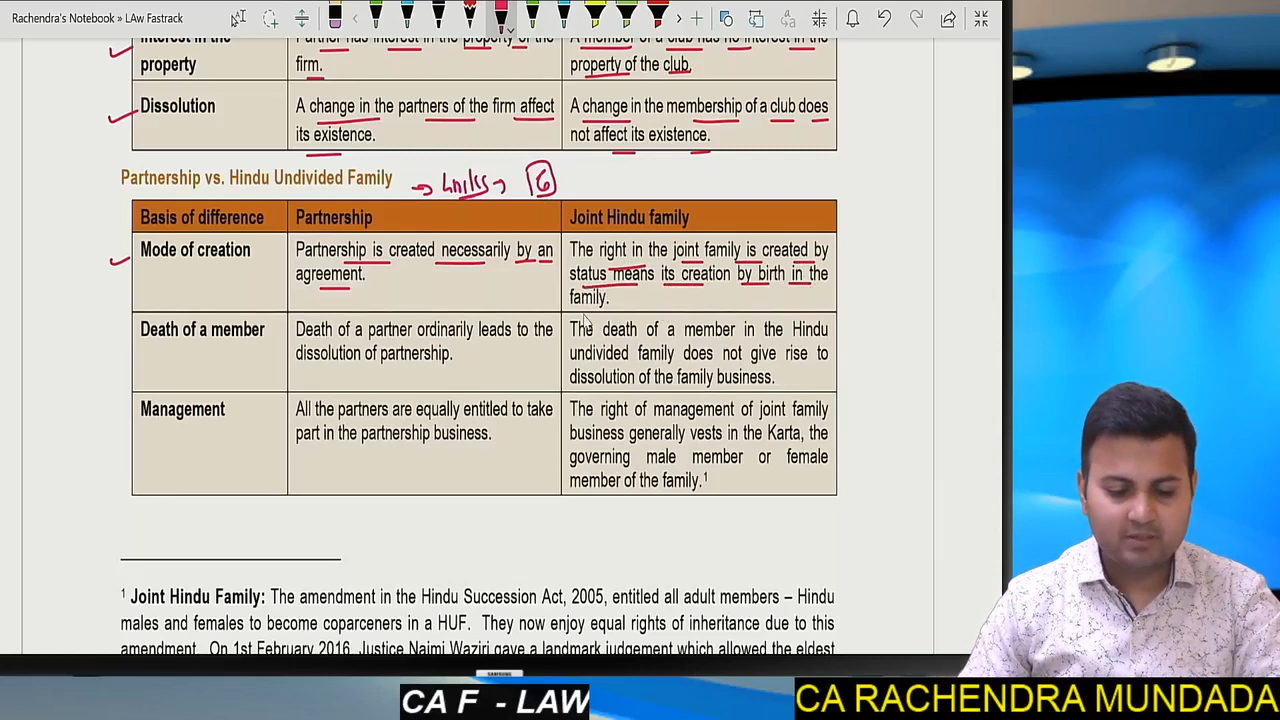 Rachendra's Notebook » LAW Fastrack
Interest in the property
Partner has interest in the property of the firm.
A member of a club has no interest in the property of the club.
Dissolution
A change in the partners of the firm affect its existence.
A change in the membership of a club does not affect its existence.
Partnership vs. Hindu Undivided Family
6
Basis of difference
Partnership
Joint Hindu family
Mode of creation
Partnership is created necessarily by an agreement.
The right in the joint family is created by status means its creation by birth in the family.
Death of a member
Death of a partner ordinarily leads to the dissolution of partnership.
The death of a member in the Hindu undivided family does not give rise to dissolution of the family business.
Management
All the partners are equally entitled to take part in the partnership business.
The right of management of joint family business generally vests in the Karta, the governing male member or female member of the family.¹
¹ Joint Hindu Family: The amendment in the Hindu Succession Act, 2005, entitled all adult members – Hindu
males and females to become coparceners in a HUF. They now enjoy equal rights of inheritance due to this
amendment. On 1st February 2016, Justice Najmi Waziri gave a landmark judgement which allowed the eldest
SAMSUNG
CA F - LAW
CA RACHENDRA MUNDADA